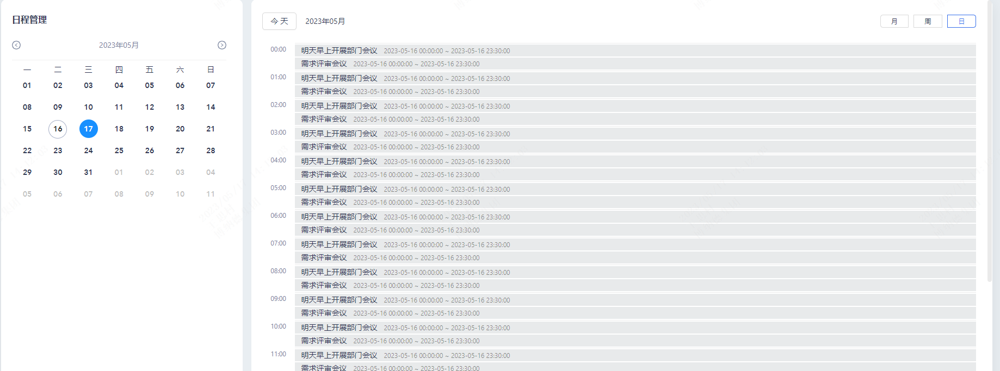 日程管理
2023年05月
一 二 三 四 五 六 日
01 02 03 04 05 06 07
08 09 10 11 12 13 14
15 16 17 18 19 20 21
22 23 24 25 26 27 28
29 30 31 01 02 03 04
05 06 07 08 09 10 11
今天 2023年05月 月 周 日
00:00 明天早上开展部门会议 2023-05-16 00:00:00 ~ 2023-05-16 23:30:00
需求评审会议 2023-05-16 00:00:00 ~ 2023-05-16 23:30:00
01:00 明天早上开展部门会议 2023-05-16 00:00:00 ~ 2023-05-16 23:30:00
需求评审会议 2023-05-16 00:00:00 ~ 2023-05-16 23:30:00
02:00 明天早上开展部门会议 2023-05-16 00:00:00 ~ 2023-05-16 23:30:00
需求评审会议 2023-05-16 00:00:00 ~ 2023-05-16 23:30:00
03:00 明天早上开展部门会议 2023-05-16 00:00:00 ~ 2023-05-16 23:30:00
需求评审会议 2023-05-16 00:00:00 ~ 2023-05-16 23:30:00
04:00 明天早上开展部门会议 2023-05-16 00:00:00 ~ 2023-05-16 23:30:00
需求评审会议 2023-05-16 00:00:00 ~ 2023-05-16 23:30:00
05:00 明天早上开展部门会议 2023-05-16 00:00:00 ~ 2023-05-16 23:30:00
需求评审会议 2023-05-16 00:00:00 ~ 2023-05-16 23:30:00
06:00 明天早上开展部门会议 2023-05-16 00:00:00 ~ 2023-05-16 23:30:00
需求评审会议 2023-05-16 00:00:00 ~ 2023-05-16 23:30:00
07:00 明天早上开展部门会议 2023-05-16 00:00:00 ~ 2023-05-16 23:30:00
需求评审会议 2023-05-16 00:00:00 ~ 2023-05-16 23:30:00
08:00 明天早上开展部门会议 2023-05-16 00:00:00 ~ 2023-05-16 23:30:00
需求评审会议 2023-05-16 00:00:00 ~ 2023-05-16 23:30:00
09:00 明天早上开展部门会议 2023-05-16 00:00:00 ~ 2023-05-16 23:30:00
需求评审会议 2023-05-16 00:00:00 ~ 2023-05-16 23:30:00
10:00 明天早上开展部门会议 2023-05-16 00:00:00 ~ 2023-05-16 23:30:00
需求评审会议 2023-05-16 00:00:00 ~ 2023-05-16 23:30:00
11:00 明天早上开展部门会议 2023-05-16 00:00:00 ~ 2023-05-16 23:30:00
需求评审会议 2023-05-16 00:00:00 ~ 2023-05-16 23:30:00